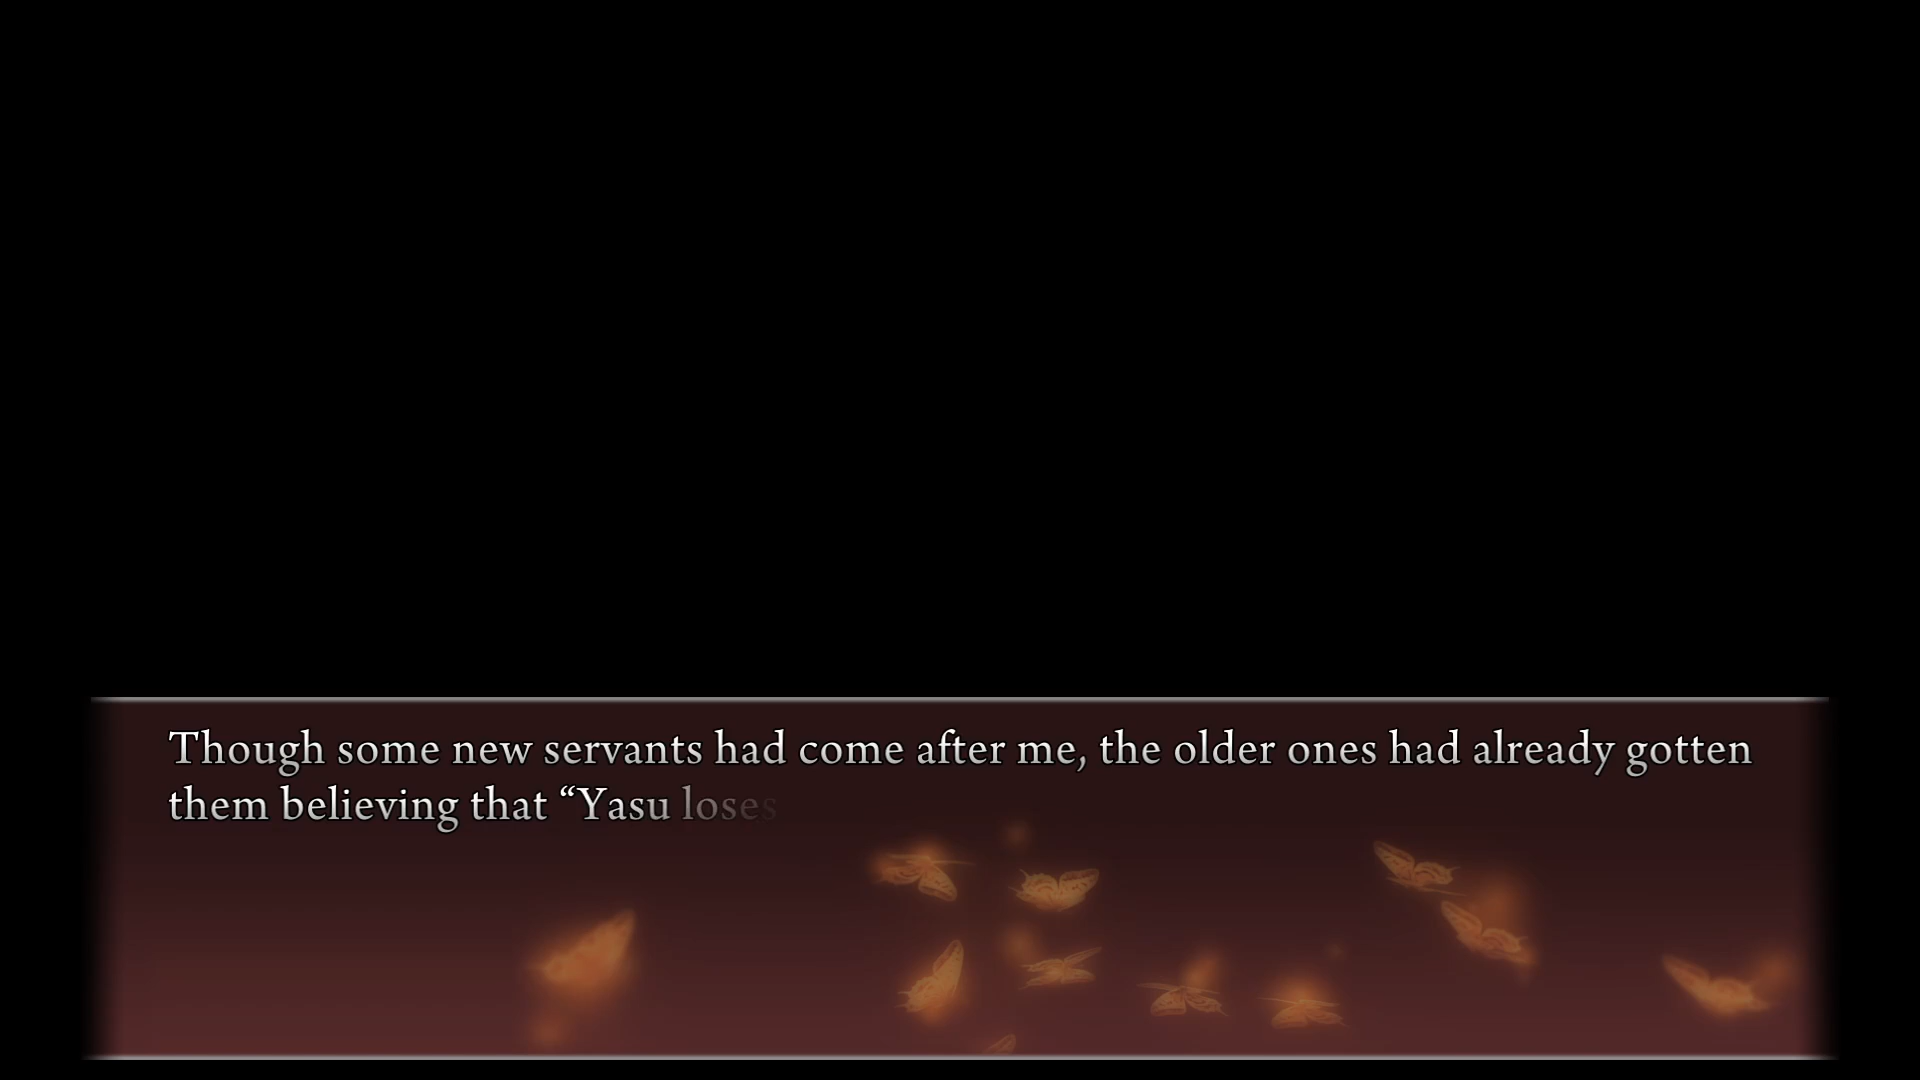 Though some new servants had come after me, the older ones had already gotten
them believing that “Yasu loses